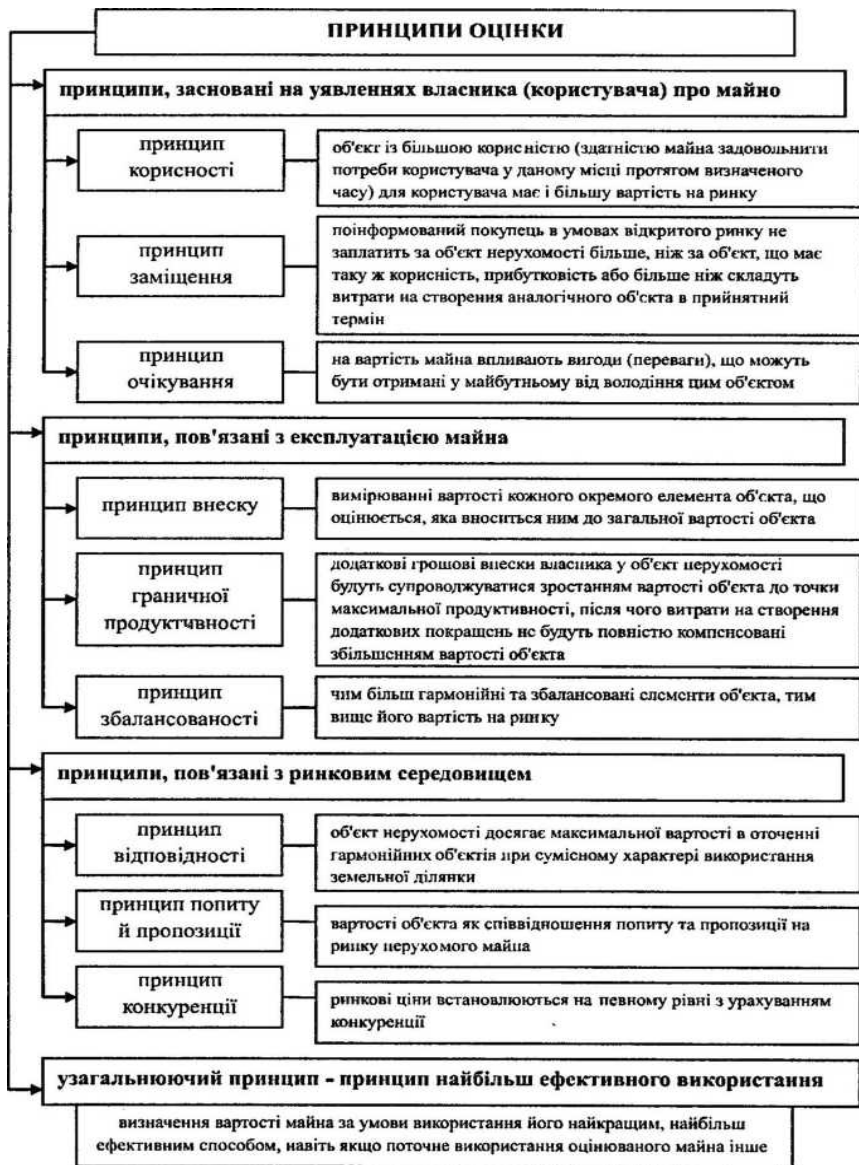 ПРИНЦИПИ ОЦІНКИ
принципи, засновані на уявленнях власника (користувача) про майно
принцип
корисності
об'єкт із більшою корисністю (здатністю майна задовольнити
потреби користувача у даному місці протягом визначеного
часу) для користувача має і більшу вартість на ринку
принцип
заміщення
поінформований покупець в умовах відкритого ринку не
заплатить за об'єкт нерухомості більше, ніж за об'єкт, що має
таку ж корисність, прибутковість або більше ніж складуть
витрати на створення аналогічного об'єкта в прийнятний
термін
принцип
очікування
на вартість майна впливають вигоди (переваги), що можуть
бути отримані у майбутньому від володіння цим об'єктом
принципи, пов'язані з експлуатацією майна
принцип внеску
вимірюванні вартості кожного окремого елемента об'єкта, що
оцінюється, яка вноситься ним до загальної вартості об'єкта
принцип
граничної
продуктчвності
додаткові грошові внески власника у об'єкт нерухомості
будуть супроводжуватися зростанням вартості об'єкта до точки
максимальної продуктивності, після чого витрати на створення
додаткових покращень не будуть повністю компенсовані
збільшенням вартості об'єкта
принцип
збалансованості
чим більш гармонійні та збалансовані елементи об'єкта, тим
вище його вартість на ринку
принципи, пов'язані з ринковим середовищем
принцип
відповідності
об'єкт нерухомості досягає максимальної вартості в оточенні
гармонійних об'єктів при сумісному характері використання
земельної ділянки
принцип попиту
й пропозиції
вартості об'єкта як співвідношення попиту та пропозиції на
ринку нерухомого майна
принцип
конкуренції
ринкові ціни встановлюються на певному рівні з урахуванням
конкуренції
узагальнюючий принцип - принцип найбільш ефективного використання
визначення вартості майна за умови використання його найкращим, найбільш
ефективним способом, навіть якщо поточне використання оцінюваного майна інше